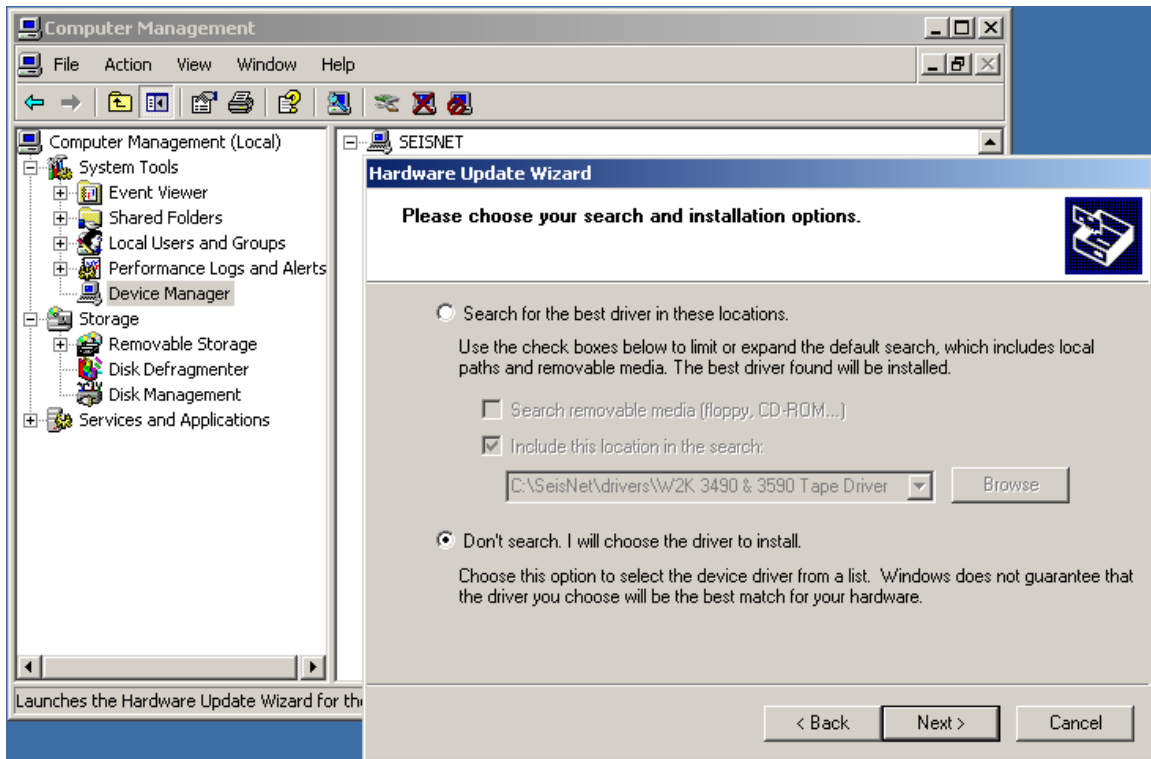 Computer Management
File Action View Window Help
Computer Management (Local)
System Tools
Event Viewer
Shared Folders
Local Users and Groups
Performance Logs and Alerts
Device Manager
Storage
Removable Storage
Disk Defragmenter
Disk Management
Services and Applications
SEISNET
Hardware Update Wizard
Please choose your search and installation options.
Search for the best driver in these locations.
Use the check boxes below to limit or expand the default search, which includes local
paths and removable media. The best driver found will be installed.
Search removable media (floppy, CD-ROM...)
Include this location in the search:
C:\SeisNet\drivers\W2K 3490 & 3590 Tape Driver
Browse
Don't search. I will choose the driver to install.
Choose this option to select the device driver from a list. Windows does not guarantee that
the driver you choose will be the best match for your hardware.
Launches the Hardware Update Wizard for
< Back Next > Cancel